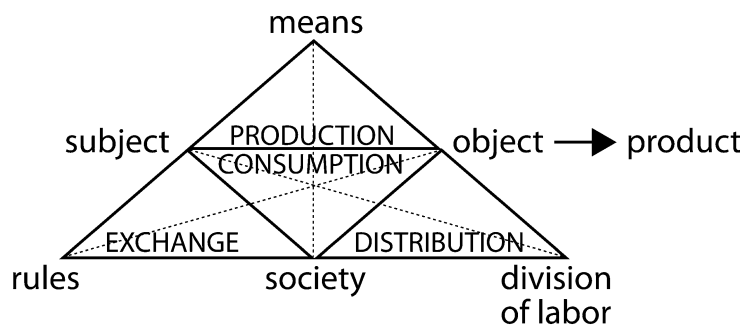 means
PRODUCTION
subject
object
product
CONSUMPTION
EXCHANGE
DISTRIBUTION
rules
society
division
of labor